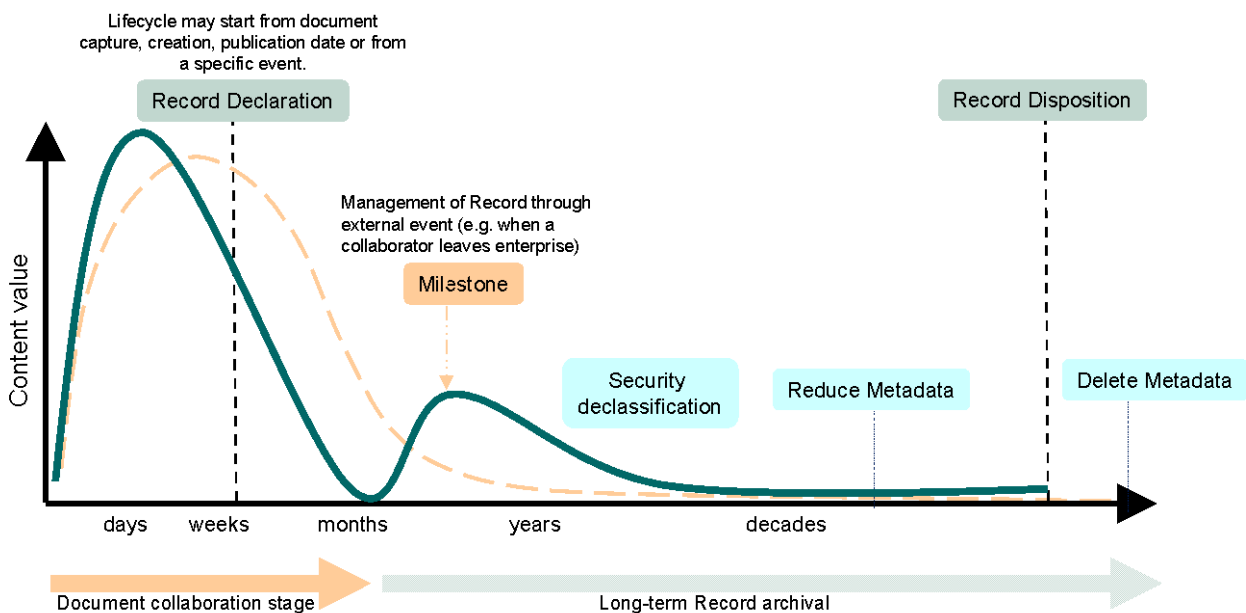 Lifecycle may start from document
capture, creation, publication date or from
a specific event.
Record Declaration
Record Disposition
Management of Record through
external event (e.g. when a
collaborator leaves enterprise)
Milestone
Content value
Security
declassification
Reduce Metadata
Delete Metadata
days
weeks
months
years
decades
Document collaboration stage
Long-term Record archival